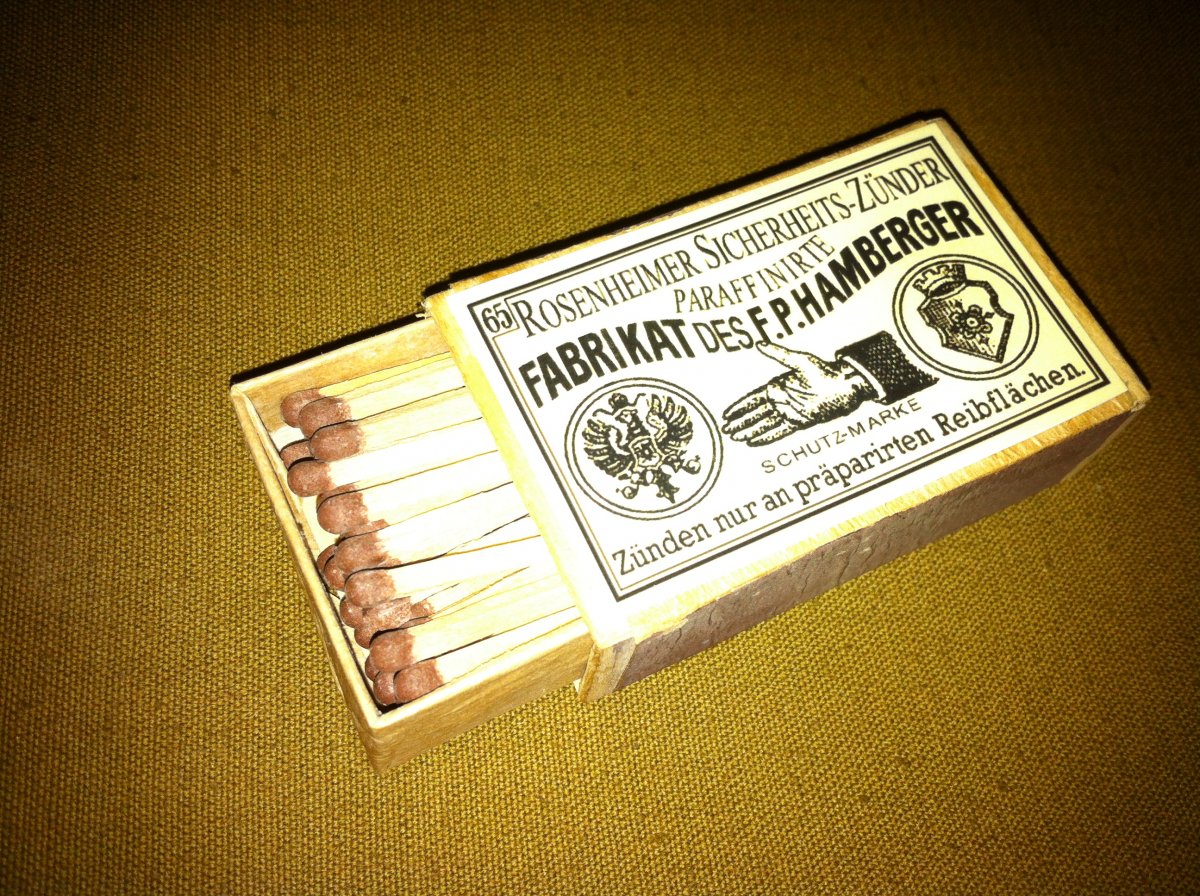 65 ROSENHEIMER SICHERHEITS-ZÜNDER
PARAFFINIRTE
FABRIKAT DES F.P. HAMBERGER
SCHUTZ-MARKE
Zünden nur an präparirten Reibflächen.